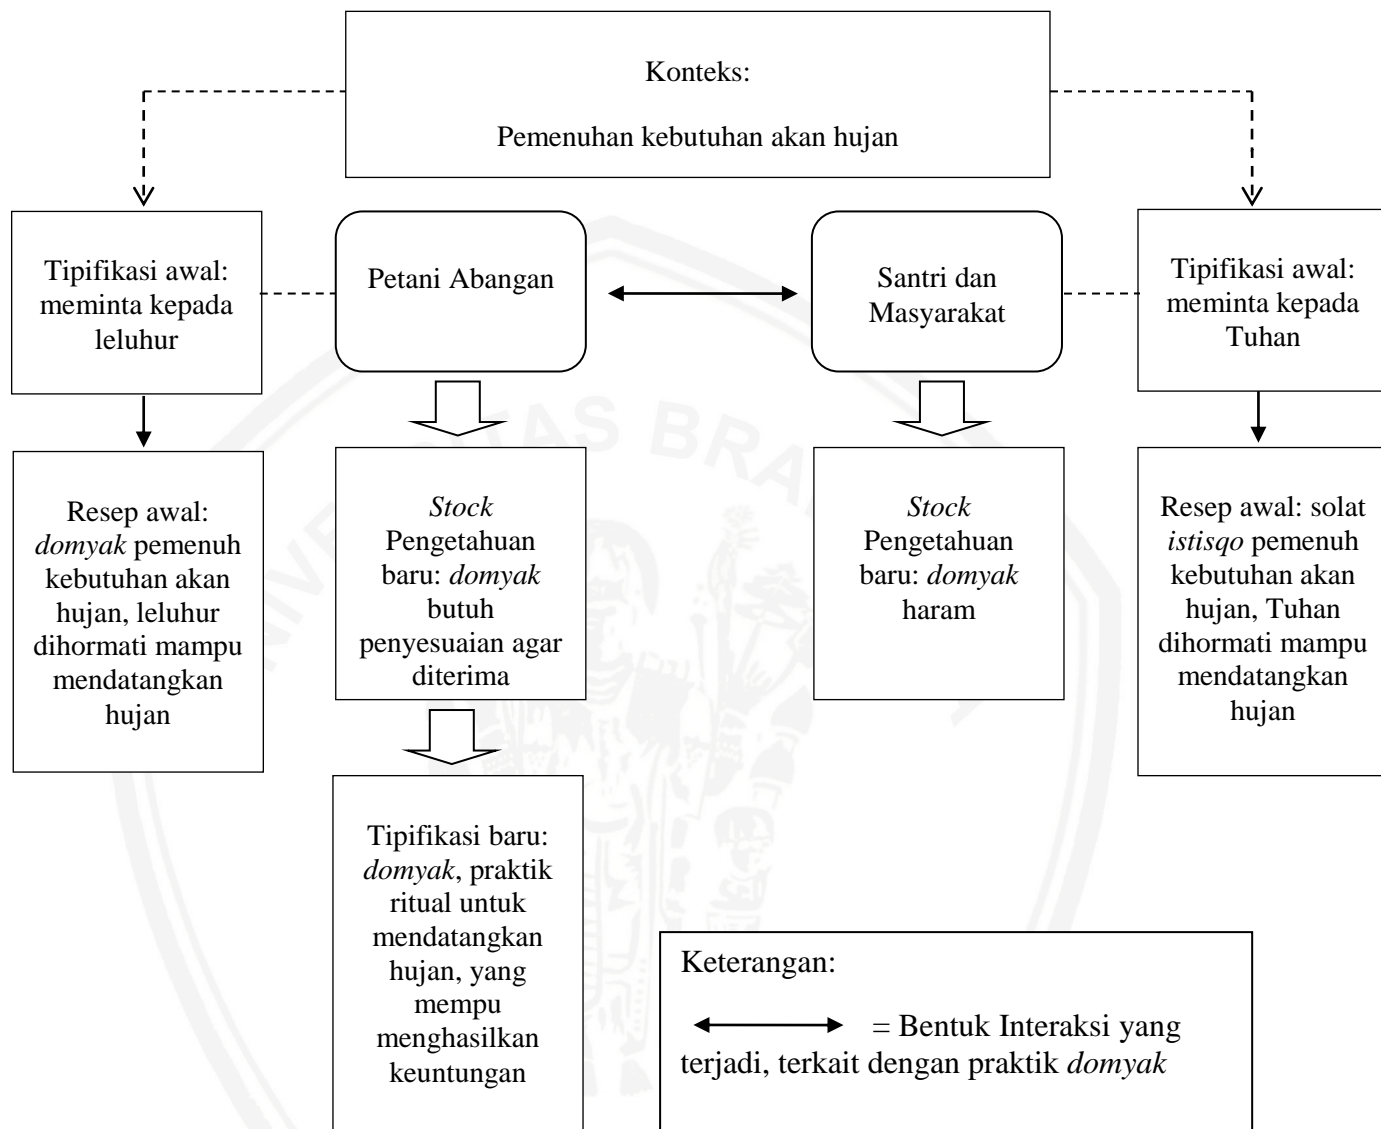 Konteks:
Pemenuhan kebutuhan akan hujan
Tipifikasi awal:
meminta kepada
leluhur
Petani Abangan
Santri dan
Masyarakat
Tipifikasi awal:
meminta kepada
Tuhan
Resep awal:
domyak pemenuh
kebutuhan akan
hujan, leluhur
dihormati mampu
mendatangkan
hujan
Stock
Pengetahuan
baru: domyak
butuh
penyesuaian agar
diterima
Stock
Pengetahuan
baru: domyak
haram
Resep awal: solat
istisqo pemenuh
kebutuhan akan
hujan, Tuhan
dihormati mampu
mendatangkan
hujan
Tipifikasi baru:
domyak, praktik
ritual untuk
mendatangkan
hujan, yang
mempu
menghasilkan
keuntungan
Keterangan:
= Bentuk Interaksi yang
terjadi, terkait dengan praktik domyak